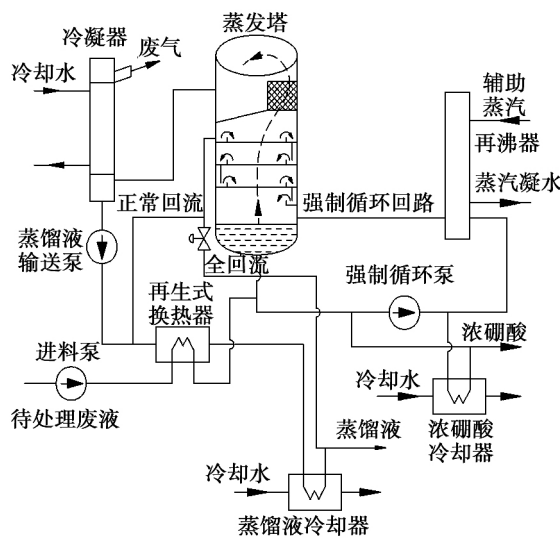 冷凝器
废气
蒸发塔
冷却水
辅助
蒸汽
再沸器
蒸汽凝水
正常回流
强制循环回路
蒸馏液
输送泵
全回流
强制循环泵
再生式
换热器
进料泵
浓硼酸
待处理废液
冷却水
浓硼酸
冷却器
蒸馏液
冷却水
蒸馏液冷却器